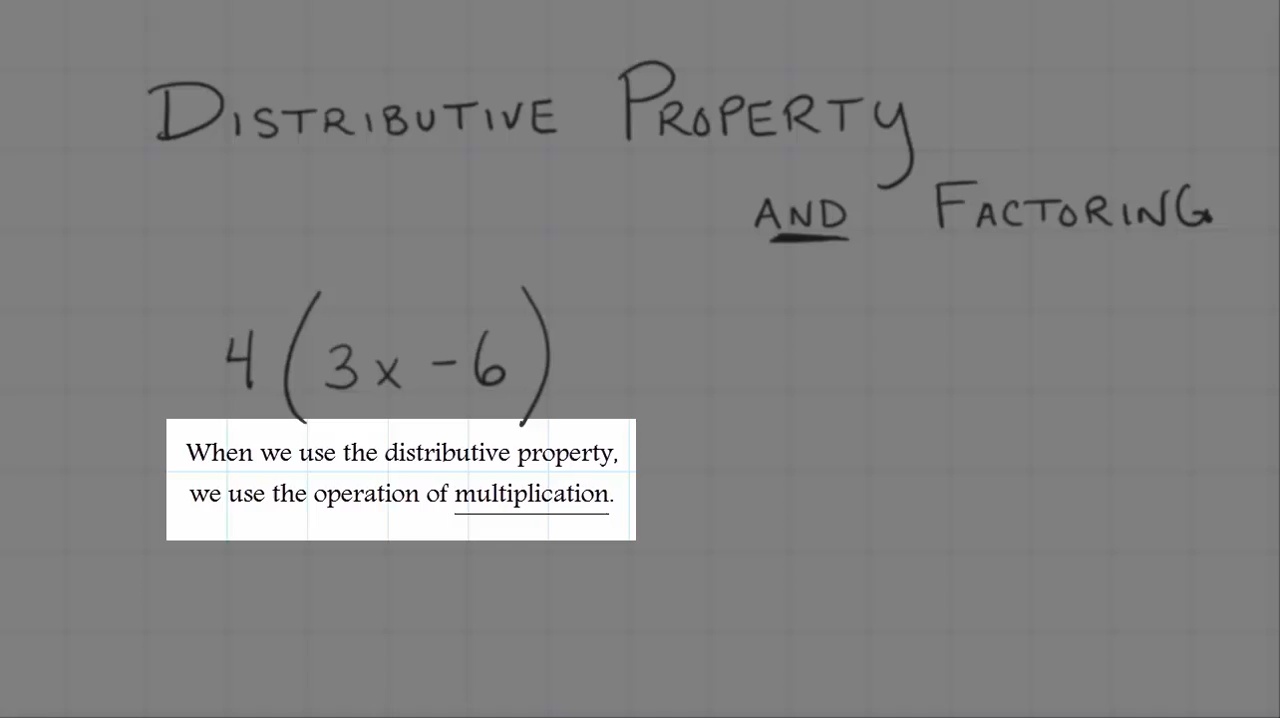 DISTRIBUTIVE PROPERTY
AND FACTORING
4(3x-6)
When we use the distributive property,
we use the operation of multiplication.